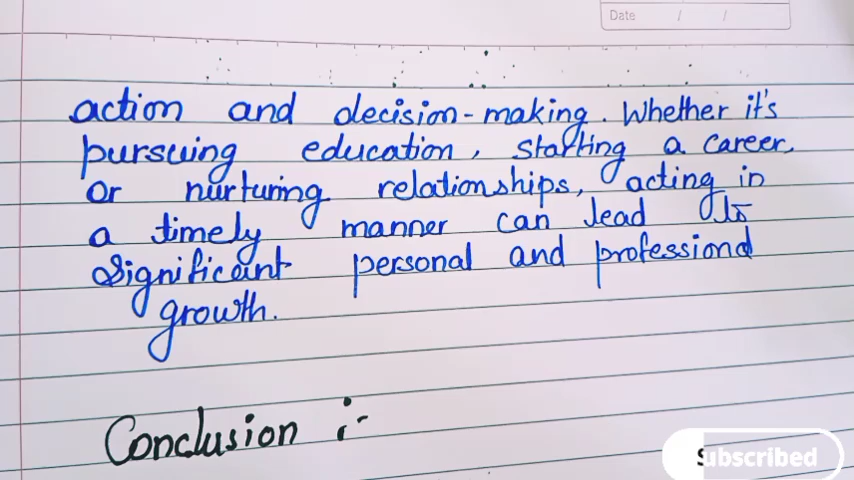 Date / /
action and decision-making. Whether it's
pursuing education, starting a career,
or nurturing relationships, acting in
a timely manner can lead to
significant personal and professional
growth.
Conclusion :-
Subscribed